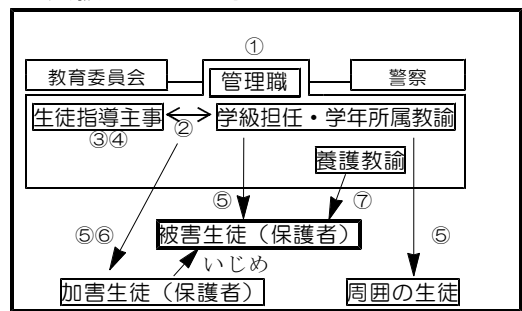 ①
教育委員会
管理職
警察
生徒指導主事
②
学級担任・学年所属教諭
③④
養護教諭
⑤
⑦
⑤⑥
被害生徒（保護者）
⑤
いじめ
加害生徒（保護者）
周囲の生徒